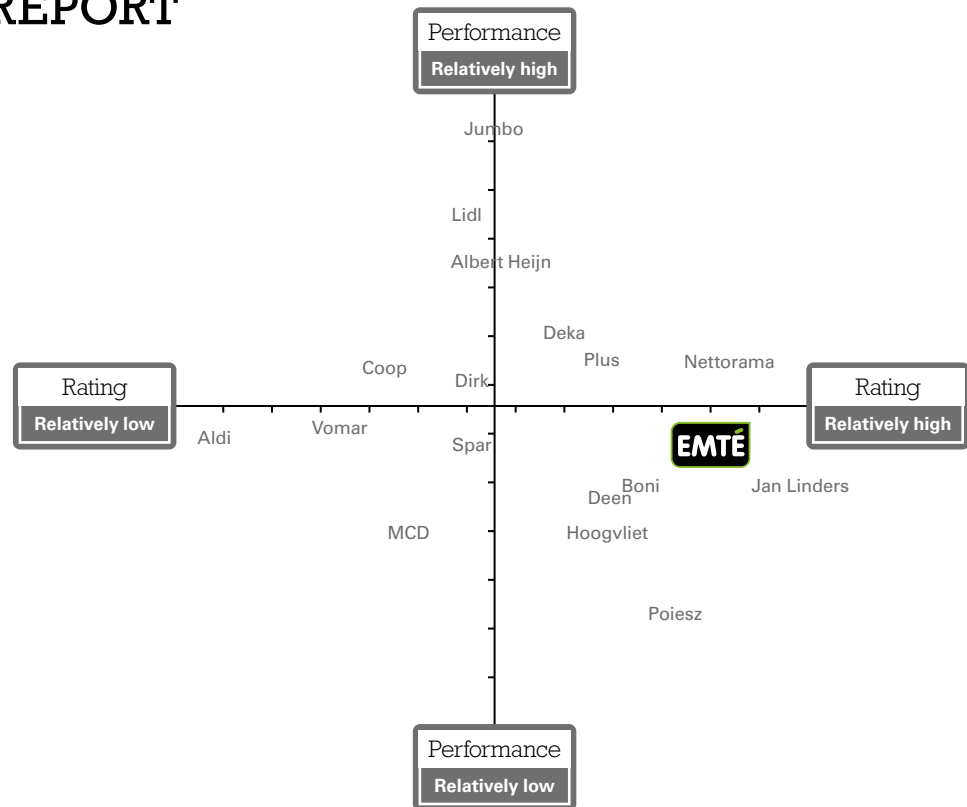 REPORT
Performance
Relatively high
Jumbo
Lidl
Albert Heijn
Deka
Plus
Nettorama
Coop
Dirk
Rating
Relatively low
Rating
Relatively high
Aldi
Vomar
Spar
EMTÉ
Boni
Jan Linders
Deen
MCD
Hoogvliet
Poiesz
Performance
Relatively low